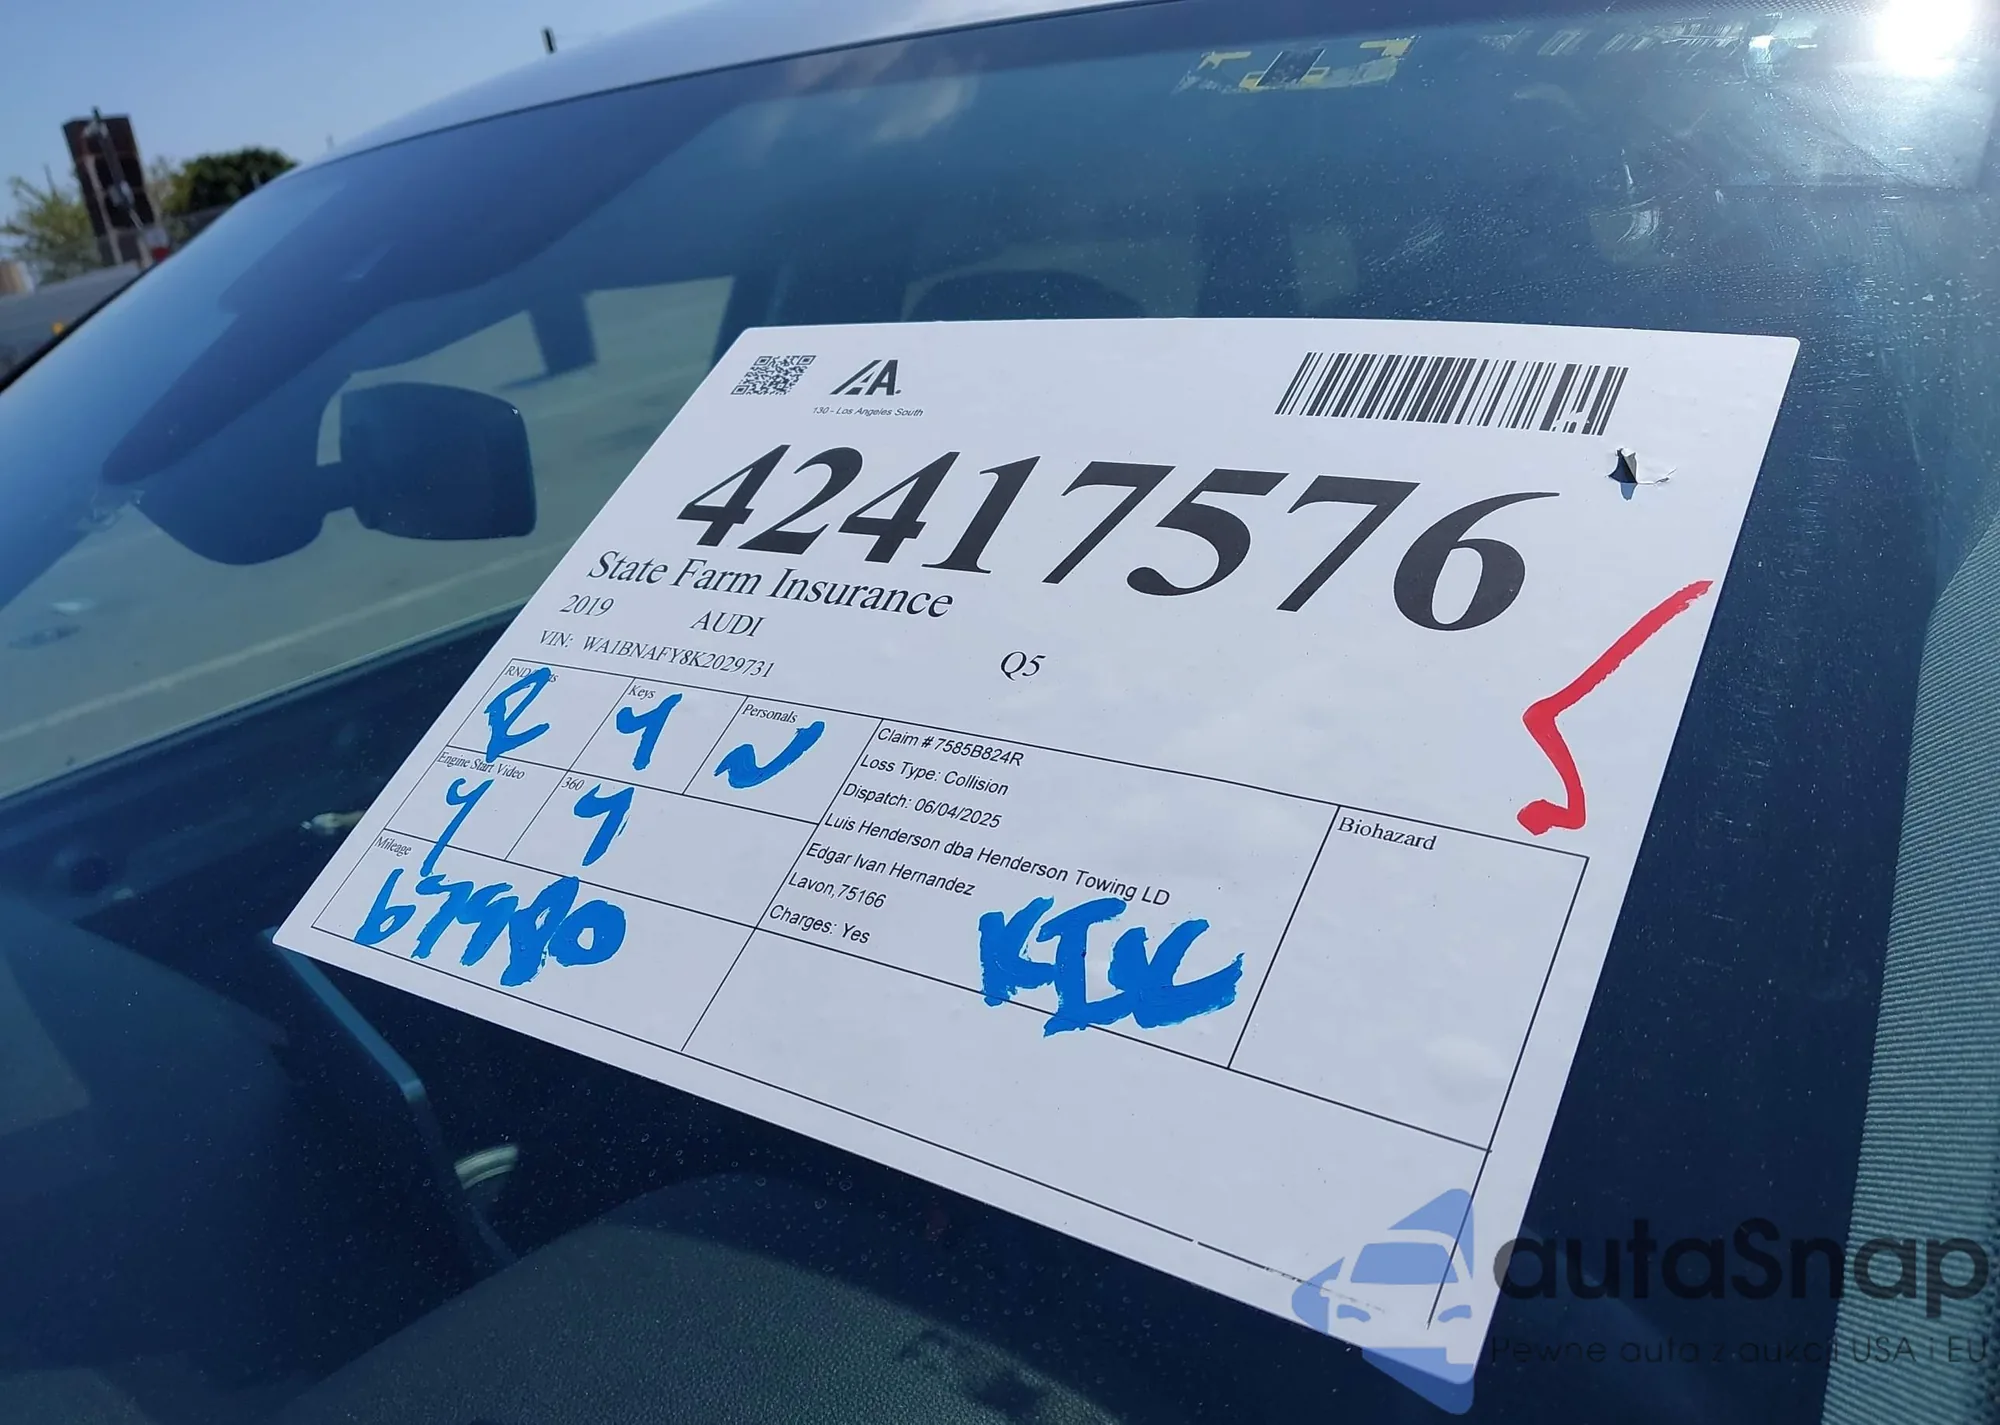 IAA
130 - Los Angeles South
42417576
State Farm Insurance
2019 AUDI Q5
VIN: WA1BNAFY8K2029731
Keys Personals
R Y N
Claim # 7585B824R
Loss Type: Collision
Dispatch: 06/04/2025
Luis Henderson dba Henderson Towing LD
Edgar Ivan Hernandez
Lavon,75166
Charges: Yes
Engine Start Video 360
Y Y
Mileage
67980
KIC
Biohazard
autaSnap
Pewne auta z aukcji USA i EU